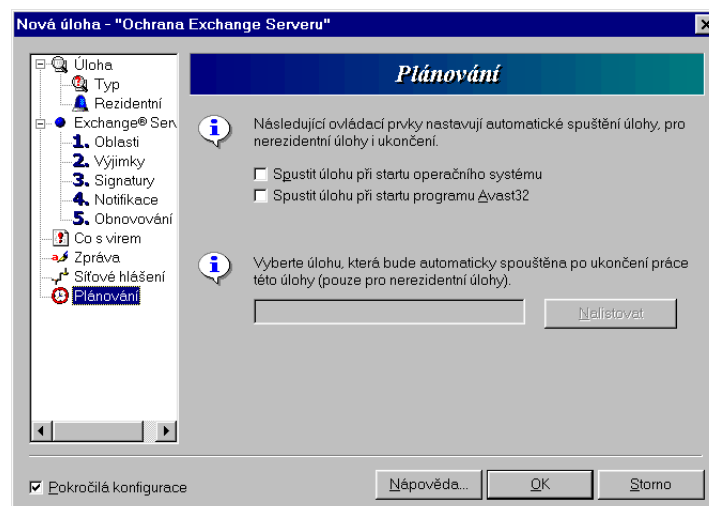 Nová úloha - "Ochrana Exchange Serveru"
Úloha
Typ
Rezidentní
Exchange® Serv
1. Oblasti
2. Výjimky
3. Signatury
4. Notifikace
5. Obnovování
Co s virem
Zpráva
Síťové hlášení
Plánování
Plánování
Následující ovládací prvky nastavují automatické spuštění úlohy, pro
nerezidentní úlohy i ukončení.
Spustit úlohu při startu operačního systému
Spustit úlohu při startu programu Avast32
Vyberte úlohu, která bude automaticky spouštěna po ukončení práce
této úlohy (pouze pro nerezidentní úlohy).
Nalistovat
Pokročilá konfigurace
Nápověda...
OK
Storno